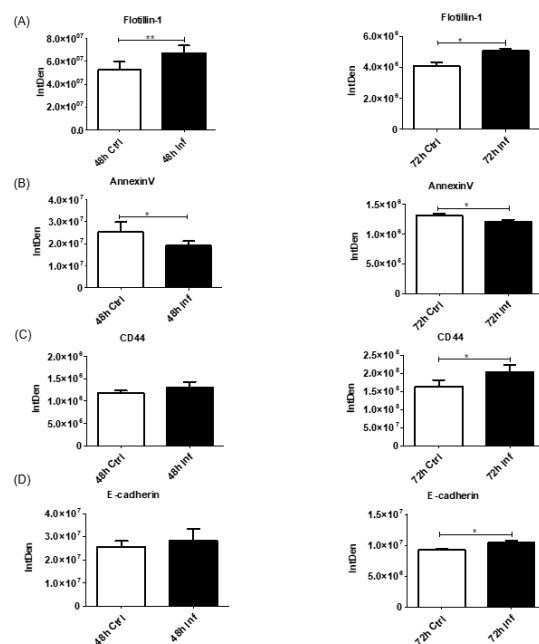 (A)
Flotillin-1
**
IntDen
8.0×10⁰⁷
6.0×10⁰⁷
4.0×10⁰⁷
2.0×10⁰⁷
0.0
48h Ctrl
48h Inf
Flotillin-1
*
IntDen
6.0×10⁶
4.0×10⁶
2.0×10⁶
0
72h Ctrl
72h Inf
(B)
AnnexinV
*
IntDen
4.0×10⁷
3.0×10⁷
2.0×10⁷
1.0×10⁷
0
48h Ctrl
48h Inf
AnnexinV
*
IntDen
1.5×10⁸
1.0×10⁸
5.0×10⁶
0
72h Ctrl
72h Inf
(C)
CD44
IntDen
2.0×10⁶
1.5×10⁶
1.0×10⁶
5.0×10⁶
0
48h Ctrl
48h Inf
CD44
*
IntDen
2.5×10⁸
2.0×10⁸
1.5×10⁸
1.0×10⁸
5.0×10⁷
0
72h Ctrl
72h Inf
(D)
E-cadherin
IntDen
4.0×10⁷
3.0×10⁷
2.0×10⁷
1.0×10⁷
0
48h Ctrl
48h Inf
E-cadherin
*
IntDen
1.5×10⁷
1.0×10⁷
5.0×10⁶
0
72h Ctrl
72h Inf